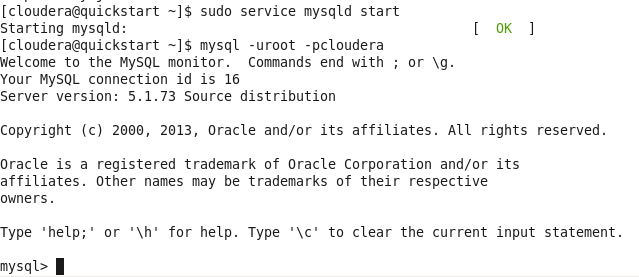 [cloudera@quickstart ~]$ sudo service mysqld start
Starting mysqld:                                           [  OK  ]
[cloudera@quickstart ~]$ mysql -uroot -pcloudera
Welcome to the MySQL monitor.  Commands end with ; or \g.
Your MySQL connection id is 16
Server version: 5.1.73 Source distribution

Copyright (c) 2000, 2013, Oracle and/or its affiliates. All rights reserved.

Oracle is a registered trademark of Oracle Corporation and/or its
affiliates. Other names may be trademarks of their respective
owners.

Type 'help;' or '\h' for help. Type '\c' to clear the current input statement.

mysql>